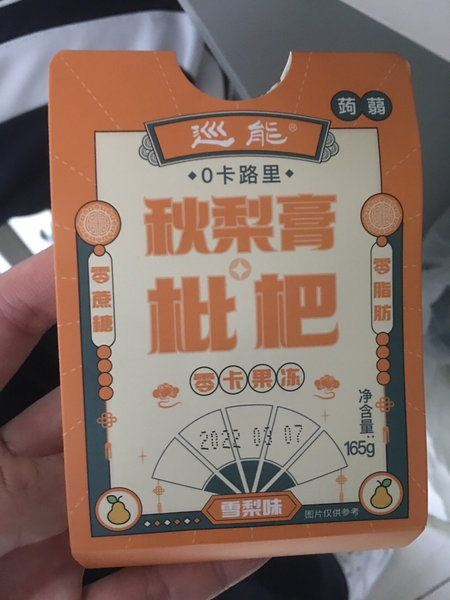 蒟蒻
巡能®
0卡路里
秋梨膏
枇杷
零蔗糖
零脂肪
零卡果冻
净含量:
165g
2022 03 07
雪梨味
图片仅供参考